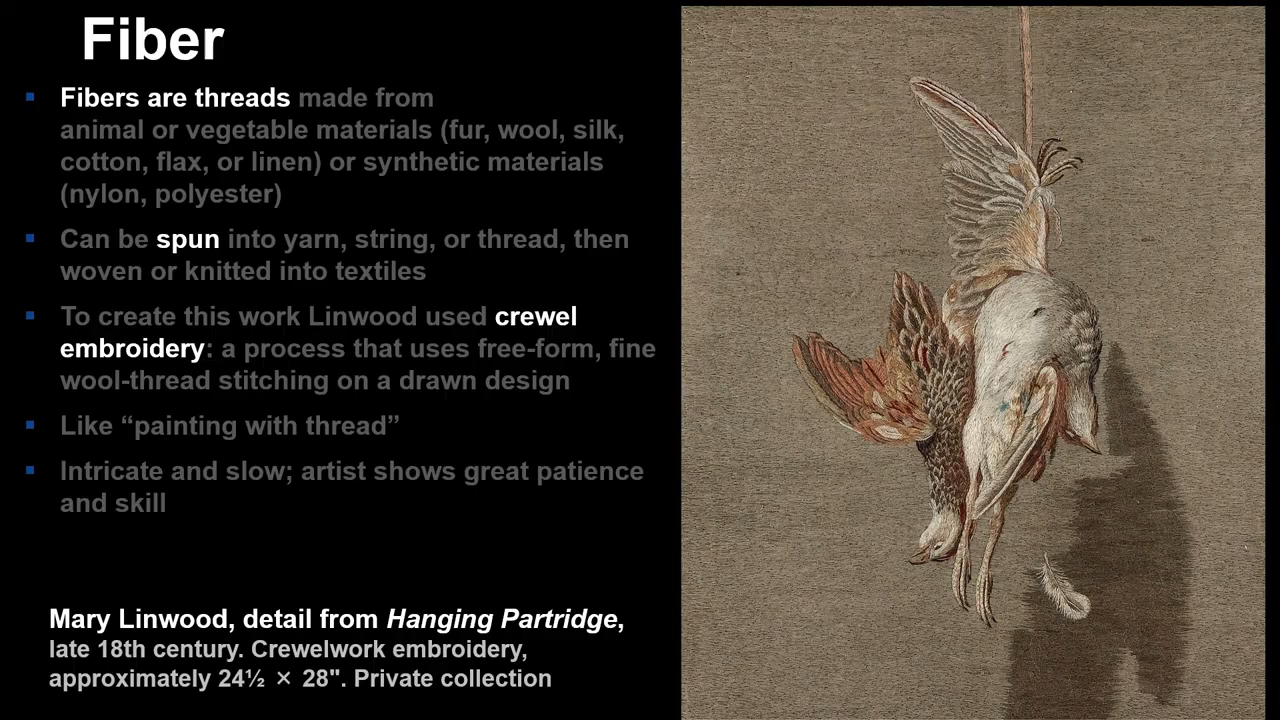 Fiber
▪ Fibers are threads made from
animal or vegetable materials (fur, wool, silk,
cotton, flax, or linen) or synthetic materials
(nylon, polyester)
▪ Can be spun into yarn, string, or thread, then
woven or knitted into textiles
▪ To create this work Linwood used crewel
embroidery: a process that uses free-form, fine
wool-thread stitching on a drawn design
▪ Like “painting with thread”
▪ Intricate and slow; artist shows great patience
and skill
Mary Linwood, detail from Hanging Partridge,
late 18th century. Crewelwork embroidery,
approximately 24½ × 28". Private collection